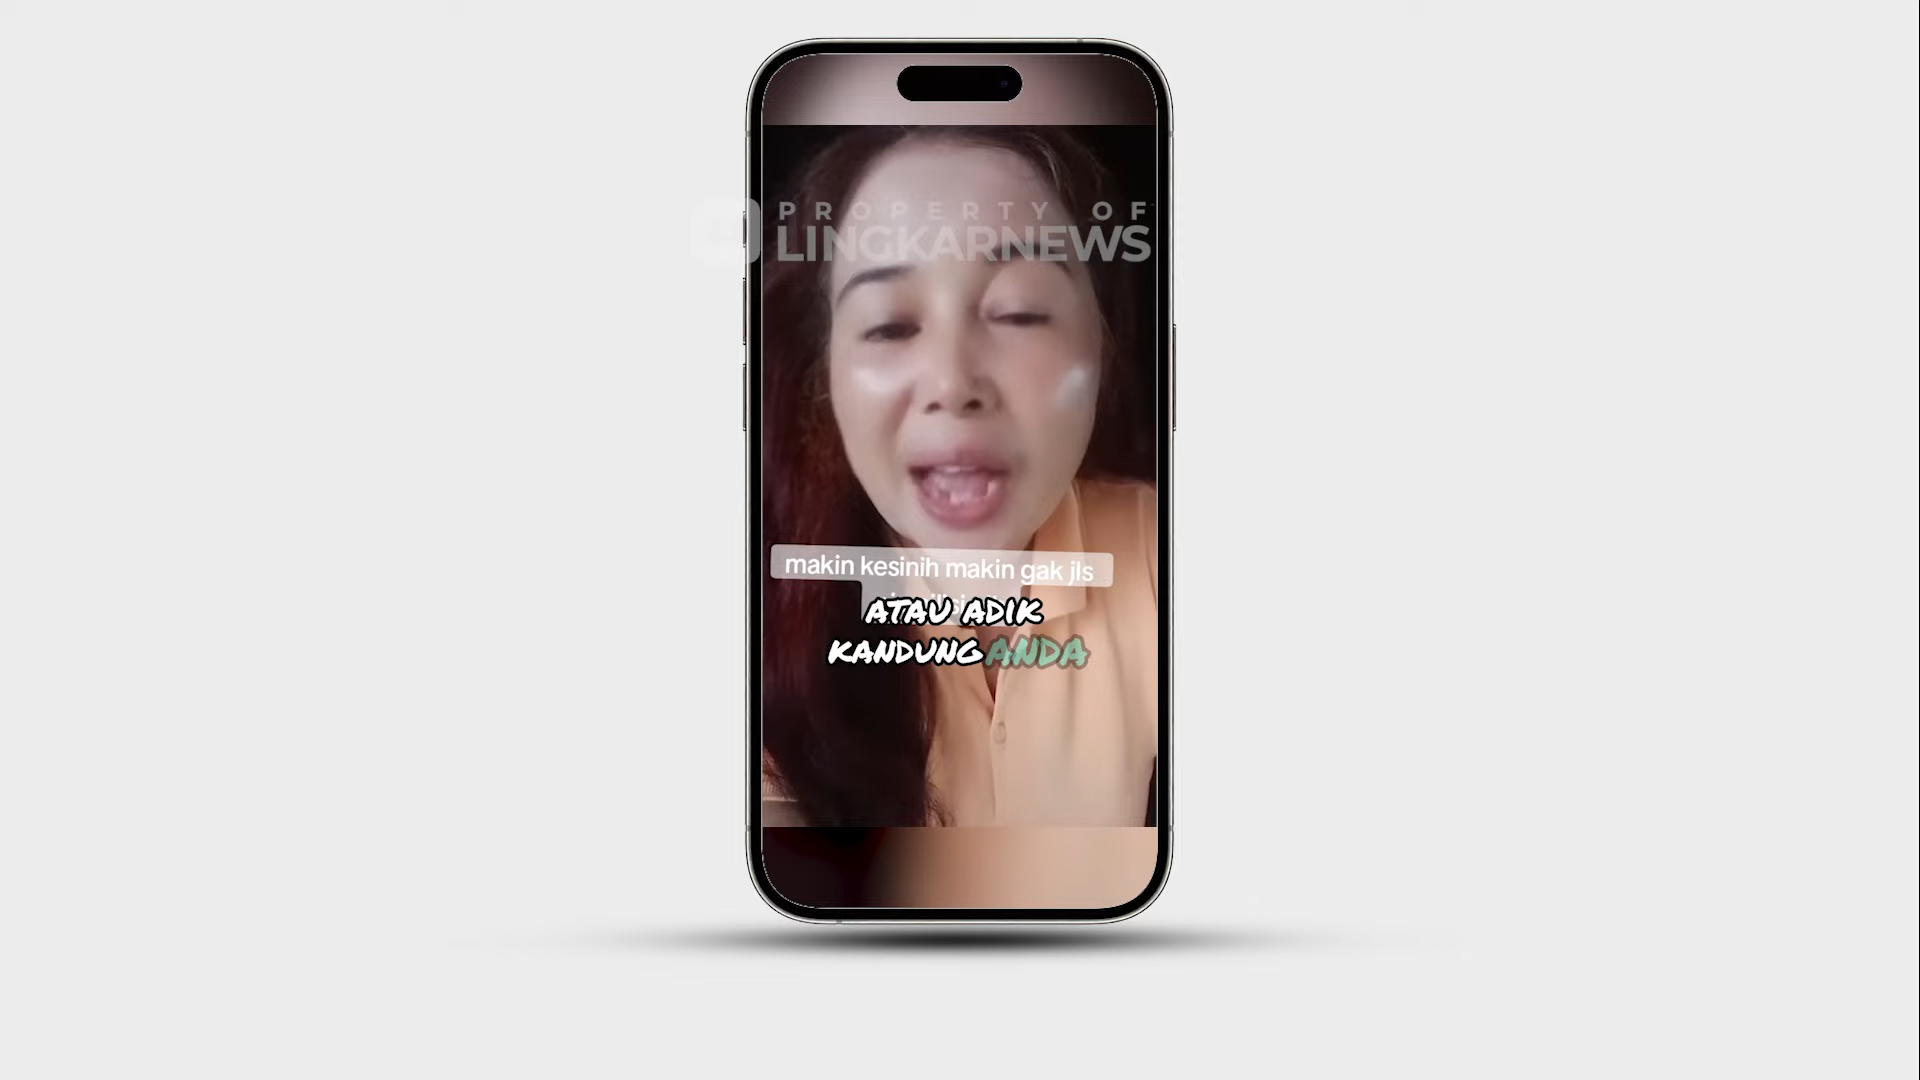 PROPERTY OF
LINGKARNEWS
makin kesinih makin gak jls
ATAU ADIK
KANDUNG ANDA